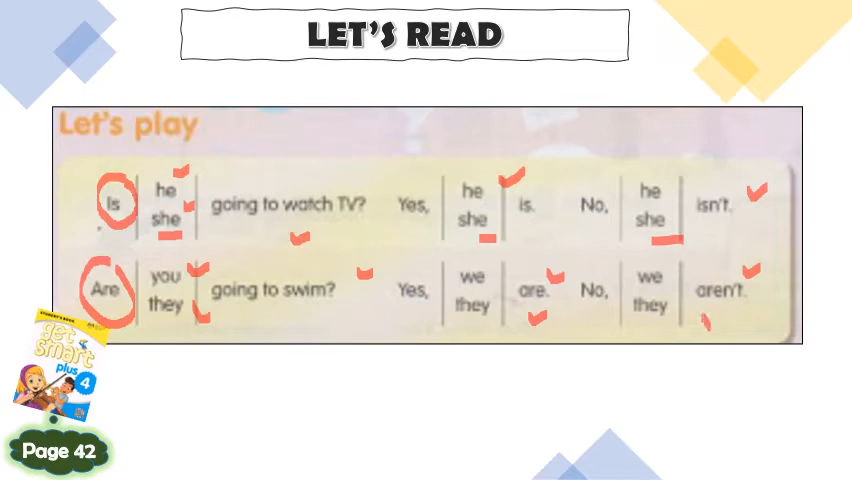 LET'S READ
Let's play
he he he
Is going to watch TV? Yes, is. No, isn't.
she she she
you we we
Are going to swim? Yes, are. No, aren't.
they they they
STUDENT'S BOOK
get
smart
plus 4
Page 42